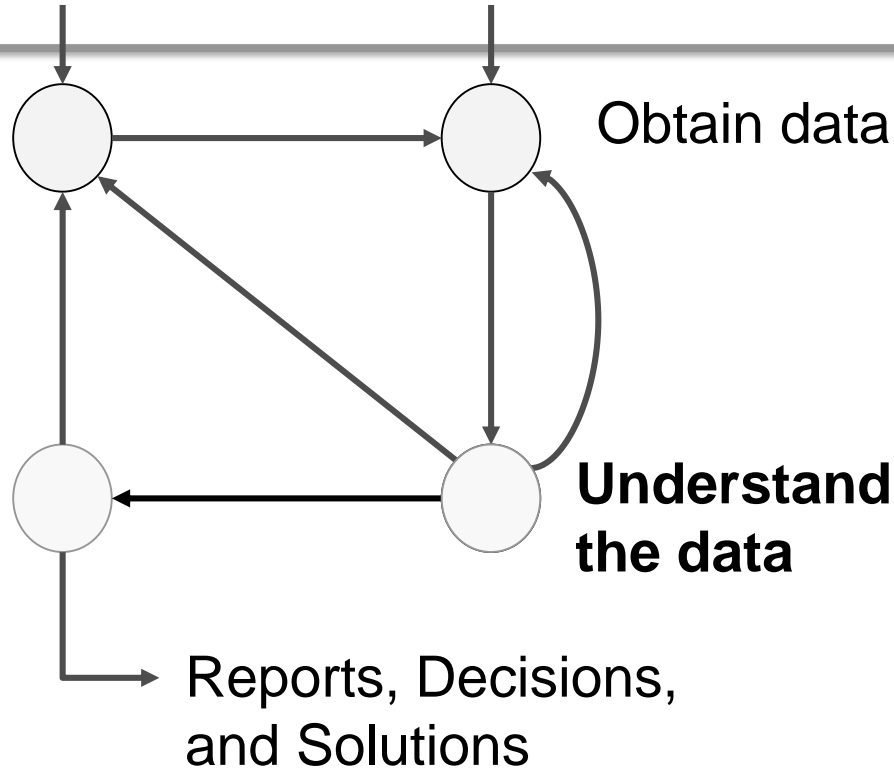 Obtain data
Understand
the data
Reports, Decisions,
and Solutions